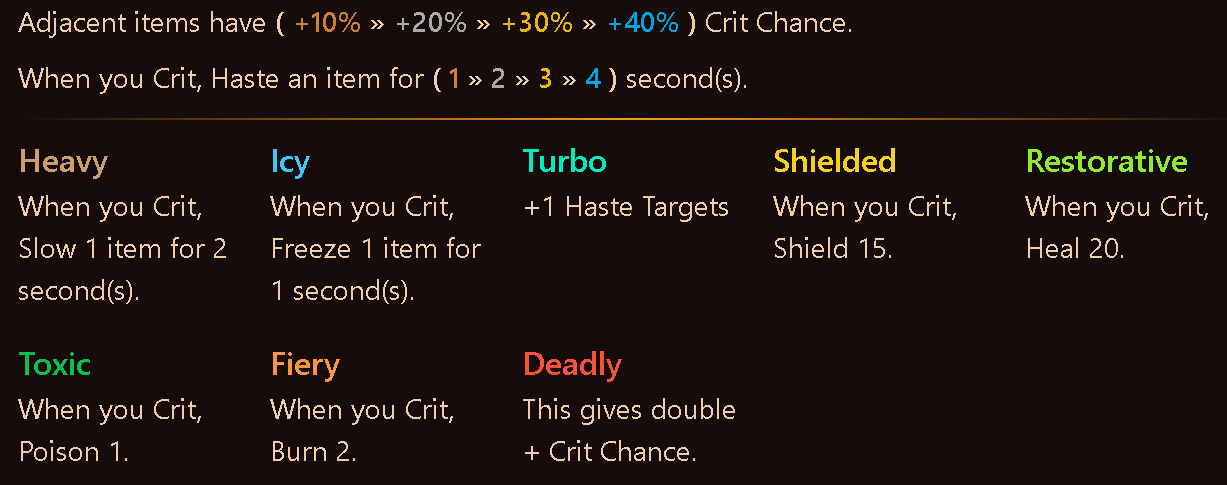 Adjacent items have ( +10% » +20% » +30% » +40% ) Crit Chance.
When you Crit, Haste an item for ( 1 » 2 » 3 » 4 ) second(s).
Heavy
When you Crit,
Slow 1 item for 2
second(s).
Icy
When you Crit,
Freeze 1 item for
1 second(s).
Turbo
+1 Haste Targets
Shielded
When you Crit,
Shield 15.
Restorative
When you Crit,
Heal 20.
Toxic
When you Crit,
Poison 1.
Fiery
When you Crit,
Burn 2.
Deadly
This gives double
+ Crit Chance.